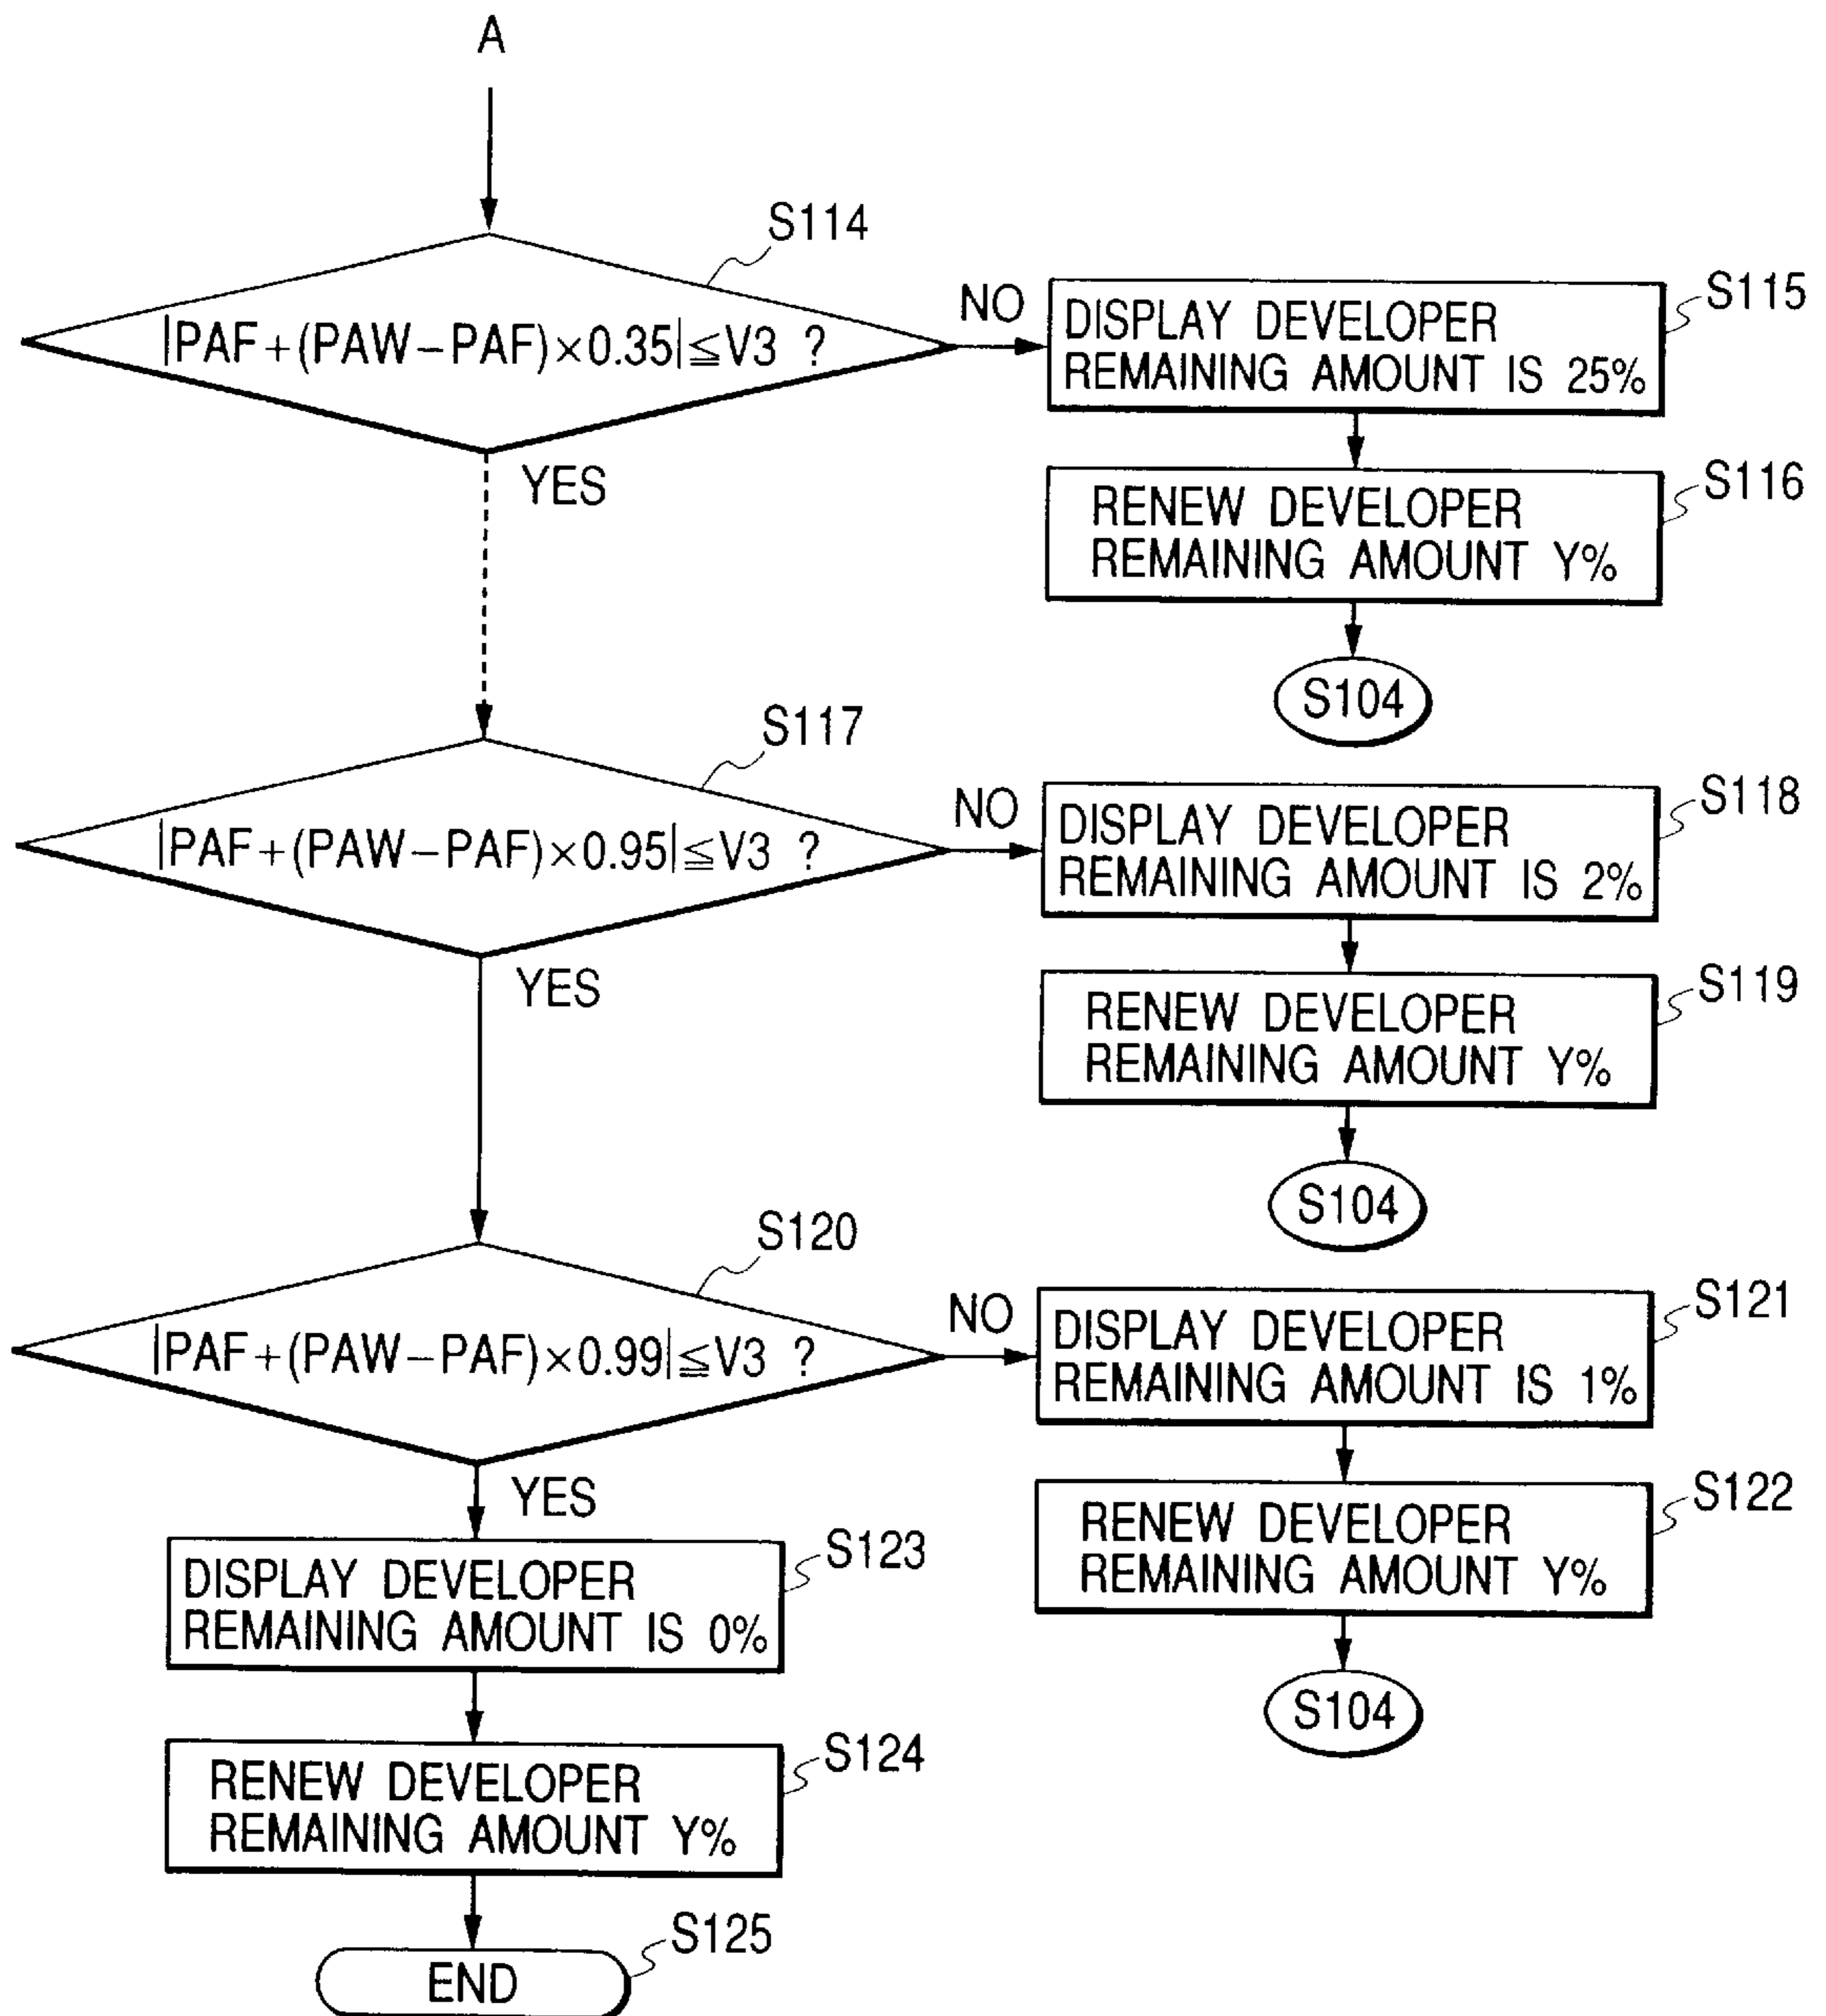 A
S114
|PAF+(PAW−PAF)×0.35|≦V3 ?
NO
DISPLAY DEVELOPER
REMAINING AMOUNT IS 25%
S115
YES
RENEW DEVELOPER
REMAINING AMOUNT Y%
S116
S104
S117
|PAF+(PAW−PAF)×0.95|≦V3 ?
NO
DISPLAY DEVELOPER
REMAINING AMOUNT IS 2%
S118
YES
RENEW DEVELOPER
REMAINING AMOUNT Y%
S119
S104
S120
|PAF+(PAW−PAF)×0.99|≦V3 ?
NO
DISPLAY DEVELOPER
REMAINING AMOUNT IS 1%
S121
YES
RENEW DEVELOPER
REMAINING AMOUNT Y%
S122
S104
DISPLAY DEVELOPER
REMAINING AMOUNT IS 0%
S123
RENEW DEVELOPER
REMAINING AMOUNT Y%
S124
END
S125